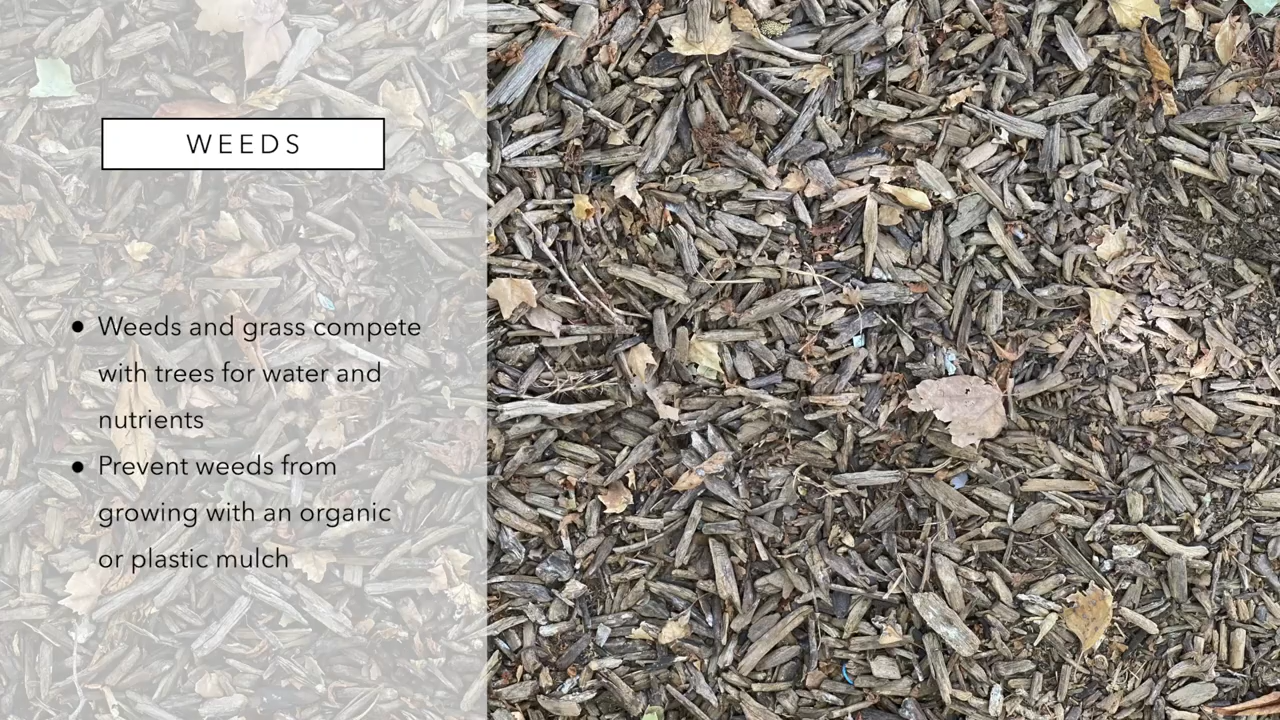 WEEDS
● Weeds and grass compete
with trees for water and
nutrients
● Prevent weeds from
growing with an organic
or plastic mulch